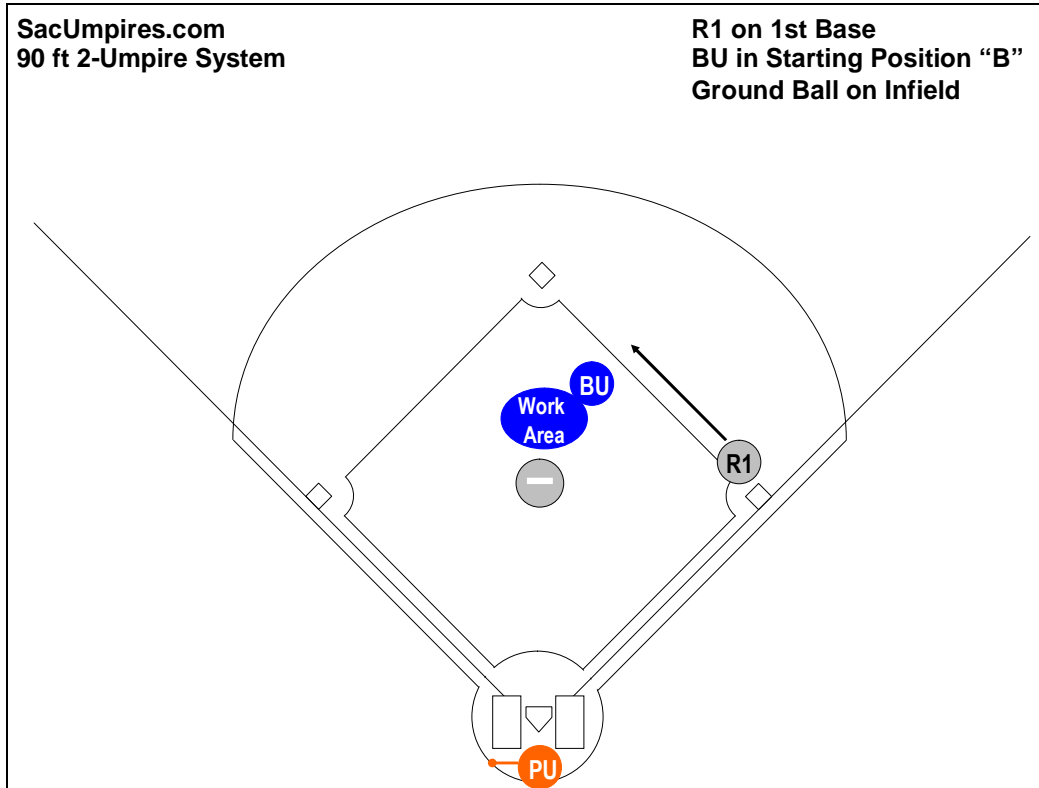 SacUmpires.com
90 ft 2-Umpire System
R1 on 1st Base
BU in Starting Position “B”
Ground Ball on Infield
BU
Work
Area
R1
PU